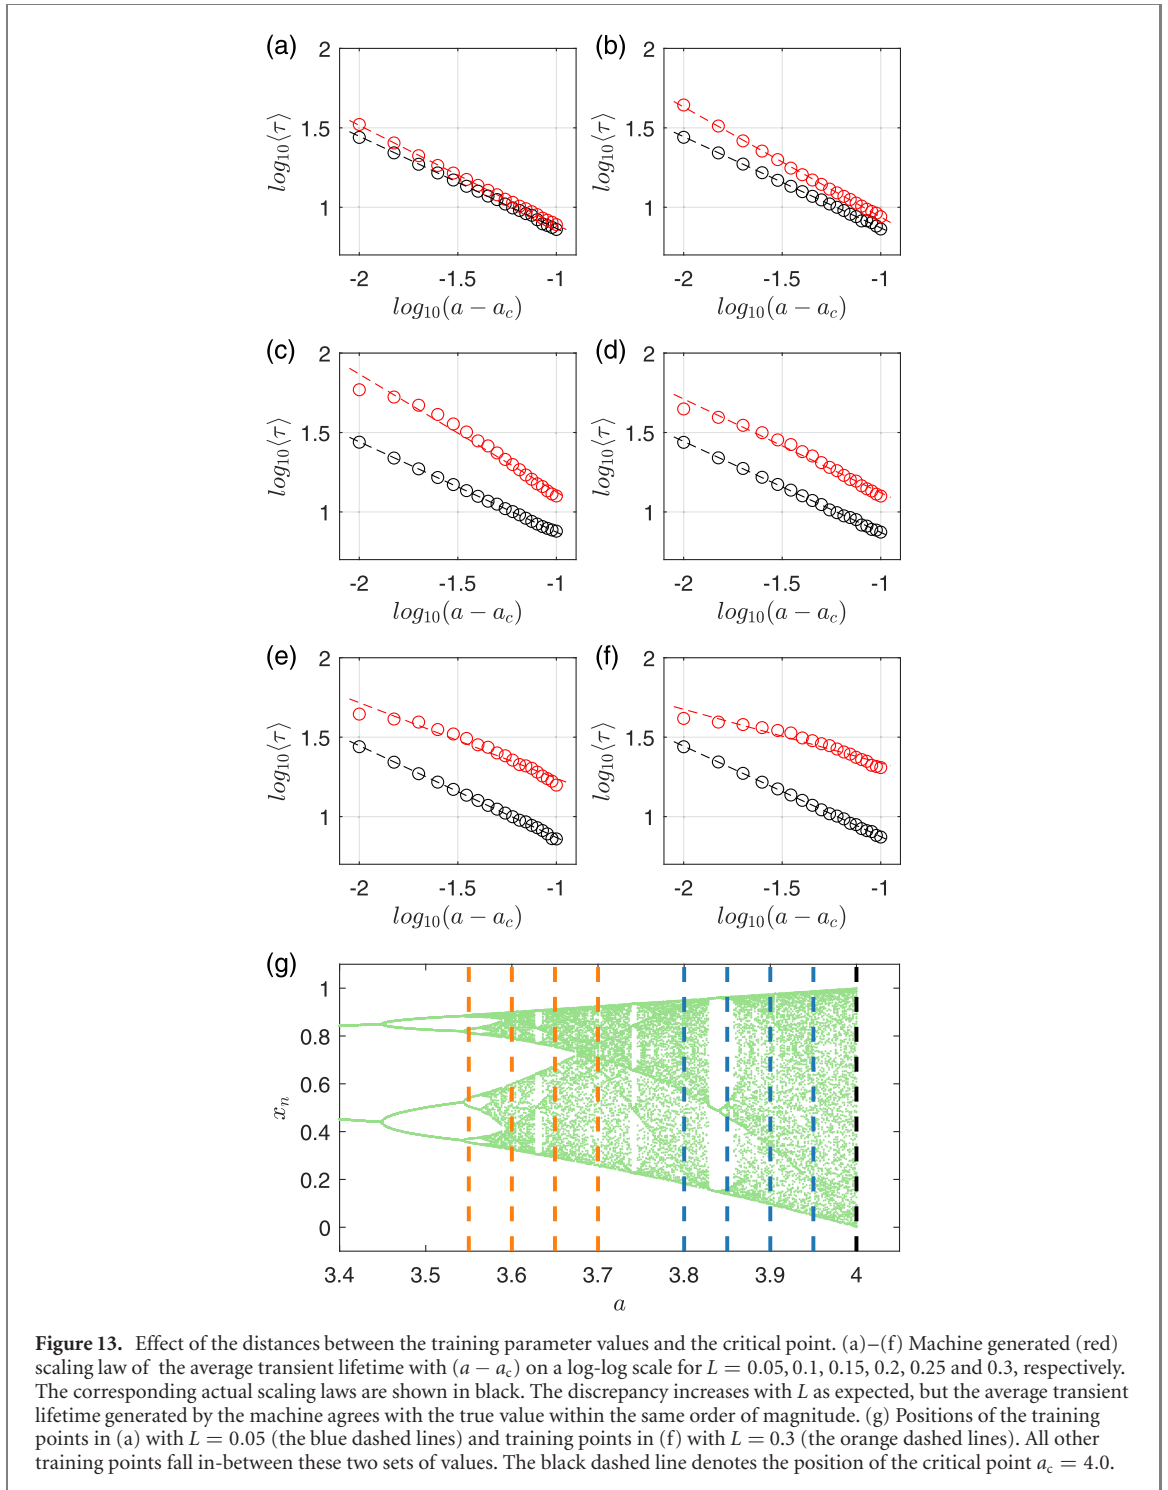 (a)
2
1.5
1
log10⟨τ⟩
-2 -1.5 -1
log10(a − ac)
(b)
2
1.5
1
log10⟨τ⟩
-2 -1.5 -1
log10(a − ac)
(c)
2
1.5
1
log10⟨τ⟩
-2 -1.5 -1
log10(a − ac)
(d)
2
1.5
1
log10⟨τ⟩
-2 -1.5 -1
log10(a − ac)
(e)
2
1.5
1
log10⟨τ⟩
-2 -1.5 -1
log10(a − ac)
(f)
2
1.5
1
log10⟨τ⟩
-2 -1.5 -1
log10(a − ac)
(g)
1
0.8
0.6
0.4
0.2
0
xn
3.4 3.5 3.6 3.7 3.8 3.9 4
a
Figure 13. Effect of the distances between the training parameter values and the critical point. (a)–(f) Machine generated (red)
scaling law of the average transient lifetime with (a − ac) on a log-log scale for L = 0.05, 0.1, 0.15, 0.2, 0.25 and 0.3, respectively.
The corresponding actual scaling laws are shown in black. The discrepancy increases with L as expected, but the average transient
lifetime generated by the machine agrees with the true value within the same order of magnitude. (g) Positions of the training
points in (a) with L = 0.05 (the blue dashed lines) and training points in (f) with L = 0.3 (the orange dashed lines). All other
training points fall in-between these two sets of values. The black dashed line denotes the position of the critical point ac = 4.0.